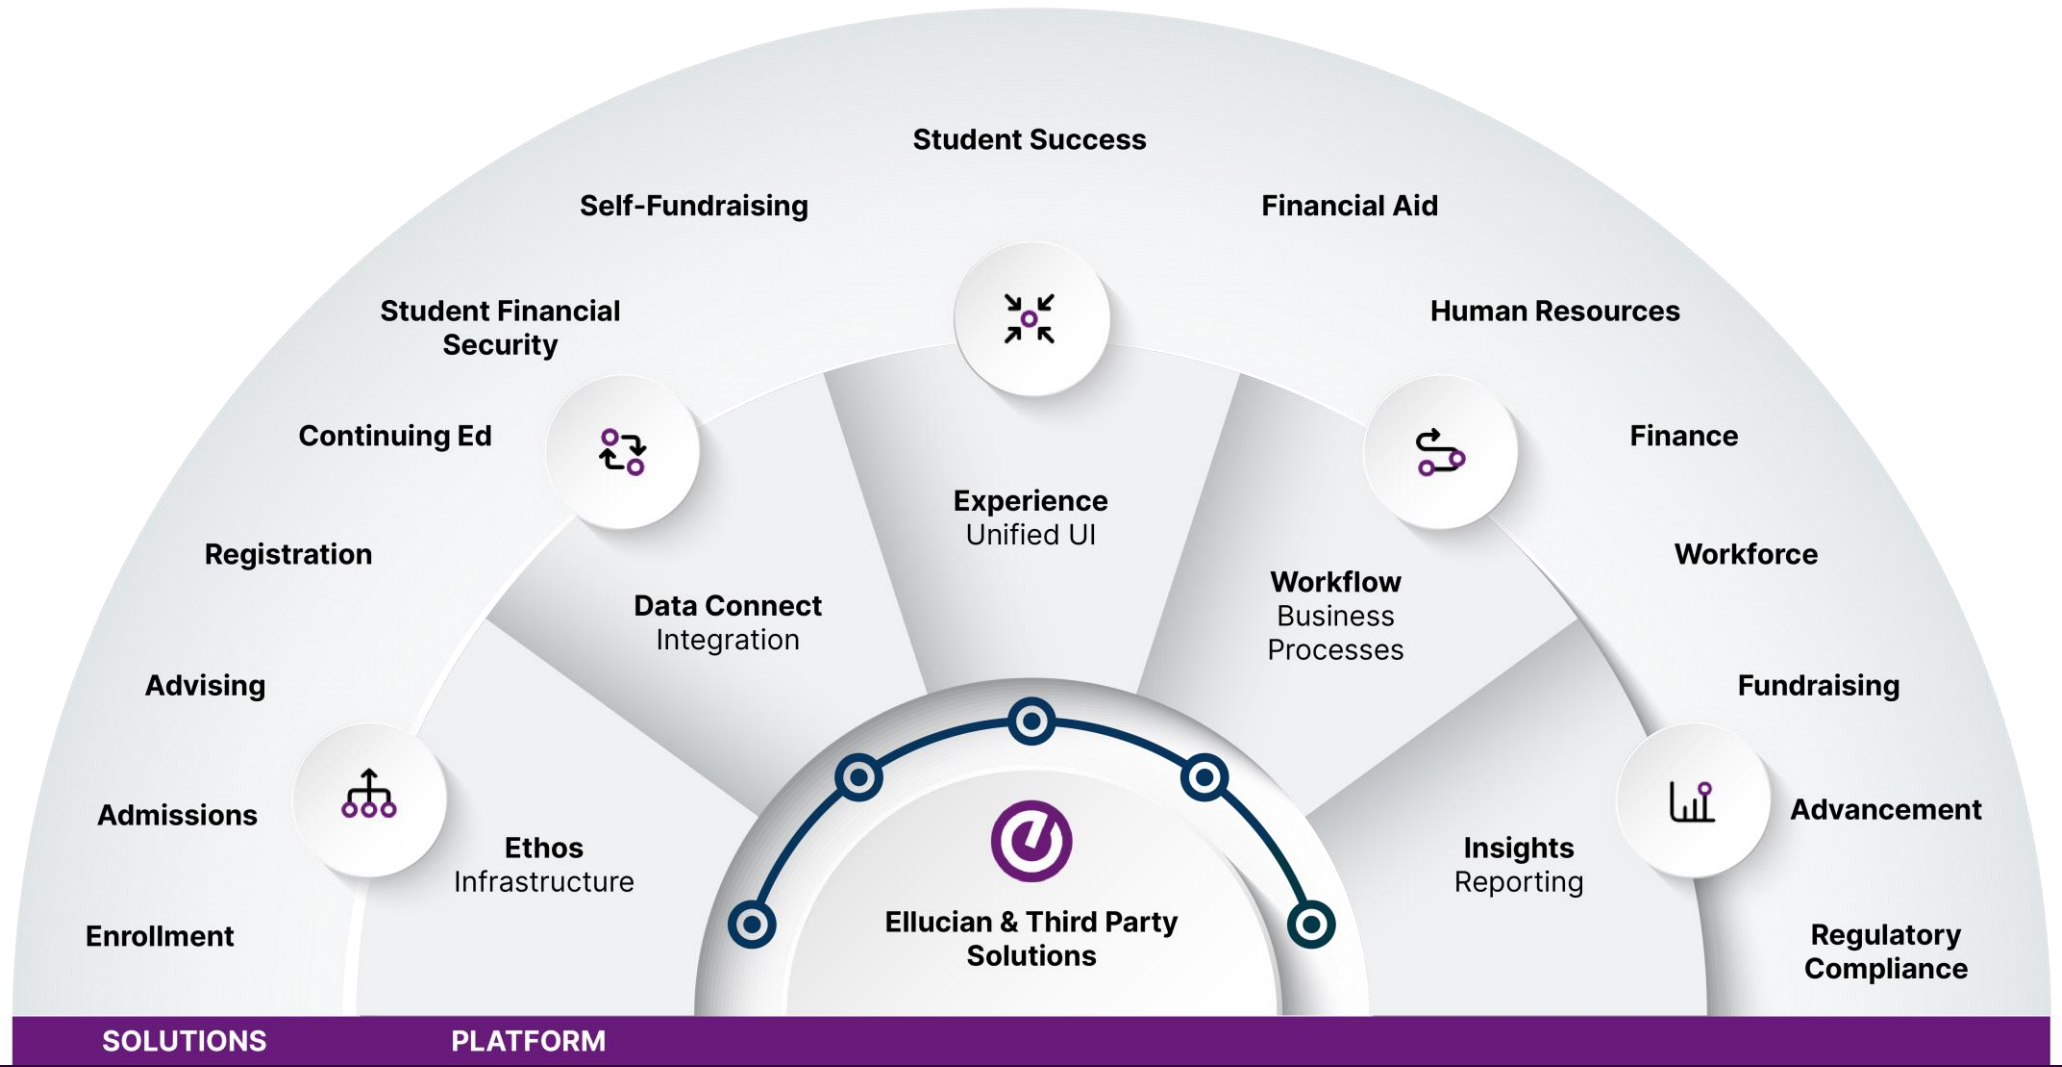 Student Success
Self-Fundraising
Financial Aid
Student Financial
Security
Human Resources
Continuing Ed
Finance
Registration
Workforce
Advising
Fundraising
Admissions
Advancement
Enrollment
Regulatory
Compliance
Experience
Unified UI
Data Connect
Integration
Workflow
Business
Processes
Ethos
Infrastructure
Insights
Reporting
Ellucian & Third Party
Solutions
SOLUTIONS
PLATFORM